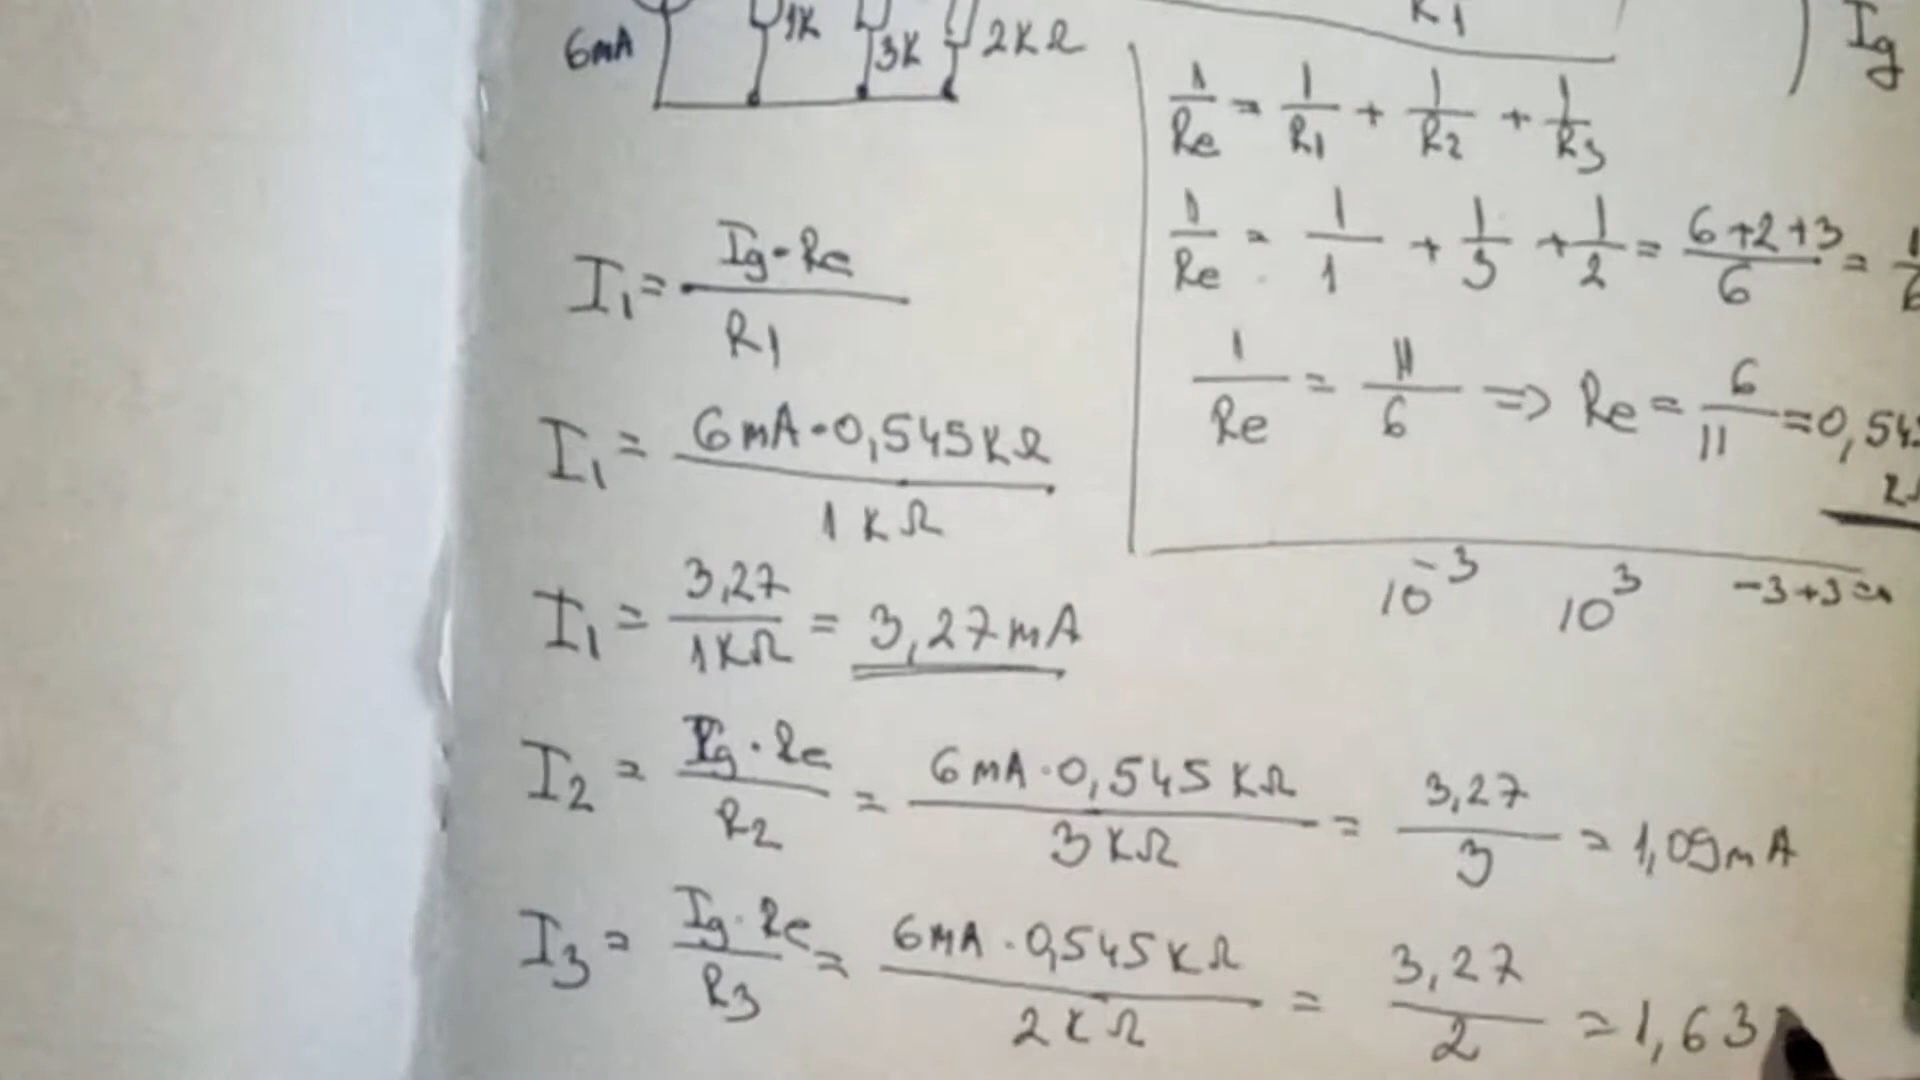 6mA 1K 3K 2KΩ
R1
Ig
1/Re = 1/R1 + 1/R2 + 1/R3
1/Re = 1/1 + 1/3 + 1/2 = 6+2+3/6 =
1/Re = 11/6 => Re = 6/11 = 0,545
10^-3 10^3 -3+3=
I1 = Ig·Re/R1
I1 = 6mA·0,545KΩ/1KΩ
I1 = 3,27/1KΩ = 3,27mA
I2 = Ig·Re/R2 = 6mA·0,545KΩ/3KΩ = 3,27/3 = 1,09mA
I3 = Ig·Re/R3 = 6MA·0,545KΩ/2KΩ = 3,27/2 = 1,63